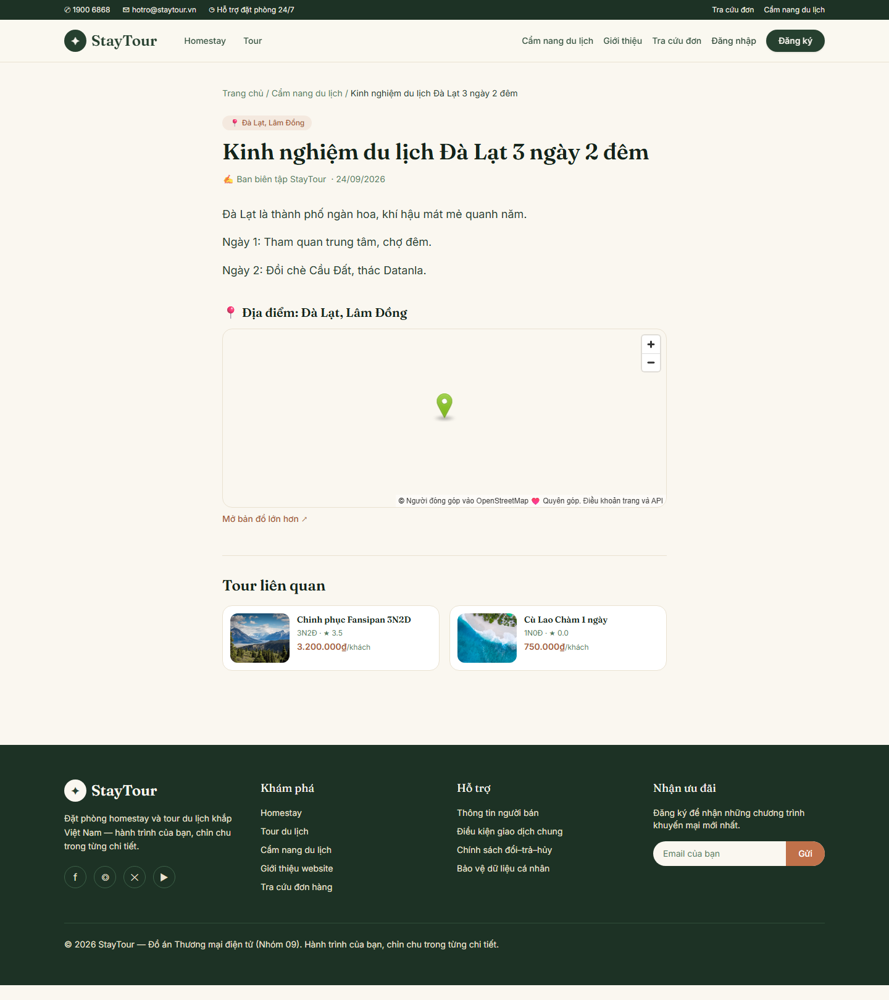 1900 6868 hotro@staytour.vn Hỗ trợ đặt phòng 24/7 Tra cứu đơn Cẩm nang du lịch
StayTour Homestay Tour Cẩm nang du lịch Giới thiệu Tra cứu đơn Đăng nhập Đăng ký
Trang chủ / Cẩm nang du lịch / Kinh nghiệm du lịch Đà Lạt 3 ngày 2 đêm
Đà Lạt, Lâm Đồng
Kinh nghiệm du lịch Đà Lạt 3 ngày 2 đêm
Ban biên tập StayTour · 24/09/2026
Đà Lạt là thành phố ngàn hoa, khí hậu mát mẻ quanh năm.
Ngày 1: Tham quan trung tâm, chợ đêm.
Ngày 2: Đồi chè Cầu Đất, thác Datanla.
Địa điểm: Đà Lạt, Lâm Đồng
© Người đóng góp vào OpenStreetMap ♥ Quyên góp. Điều khoản trang và API
Mở bản đồ lớn hơn ↗
Tour liên quan
Chinh phục Fansipan 3N2D
3N2Đ · ★ 3.5
3.200.000₫/khách
Cù Lao Chàm 1 ngày
1N0Đ · ★ 0.0
750.000₫/khách
StayTour
Đặt phòng homestay và tour du lịch khắp
Việt Nam — hành trình của bạn, chỉn chu
trong từng chi tiết.
Khám phá
Homestay
Tour du lịch
Cẩm nang du lịch
Giới thiệu website
Tra cứu đơn hàng
Hỗ trợ
Thông tin người bán
Điều kiện giao dịch chung
Chính sách đổi–trả–hủy
Bảo vệ dữ liệu cá nhân
Nhận ưu đãi
Đăng ký để nhận những chương trình
khuyến mại mới nhất.
Email của bạn Gửi
© 2026 StayTour — Đồ án Thương mại điện tử (Nhóm 09). Hành trình của bạn, chỉn chu trong từng chi tiết.